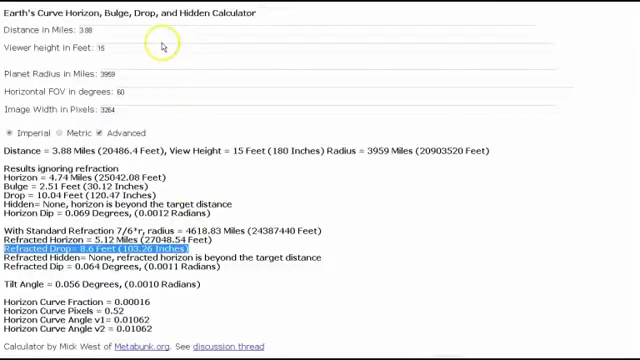 Earth's Curve Horizon, Bulge, Drop, and Hidden Calculator
Distance in Miles: 3.88
Viewer height in Feet: 15
Planet Radius in Miles: 3959
Horizontal FOV in degrees: 60
Image Width in Pixels: 3264
Imperial Metric Advanced
Distance = 3.88 Miles (20486.4 Feet), View Height = 15 Feet (180 Inches) Radius = 3959 Miles (20903520 Feet)
Results ignoring refraction
Horizon = 4.74 Miles (25042.08 Feet)
Bulge = 2.51 Feet (30.12 Inches)
Drop = 10.04 Feet (120.47 Inches)
Hidden= None, horizon is beyond the target distance
Horizon Dip = 0.069 Degrees, (0.0012 Radians)
With Standard Refraction 7/6*r, radius = 4618.83 Miles (24387440 Feet)
Refracted Horizon = 5.12 Miles (27048.54 Feet)
Refracted Drop= 8.6 Feet (103.26 Inches)
Refracted Hidden= None, refracted horizon is beyond the target distance
Refracted Dip = 0.064 Degrees, (0.0011 Radians)
Tilt Angle = 0.056 Degrees, (0.0010 Radians)
Horizon Curve Fraction = 0.00016
Horizon Curve Pixels = 0.52
Horizon Curve Angle v1= 0.01062
Horizon Curve Angle v2 = 0.01062
Calculator by Mick West of Metabunk.org. See discussion thread